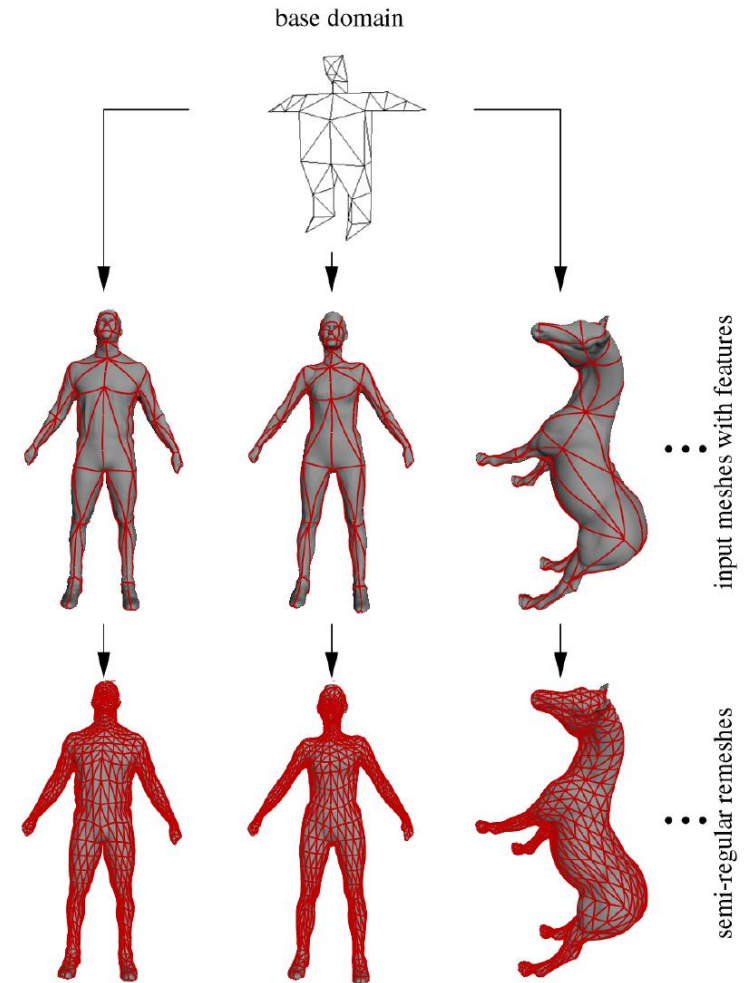 base domain
input meshes with features
semi-regular remeshes